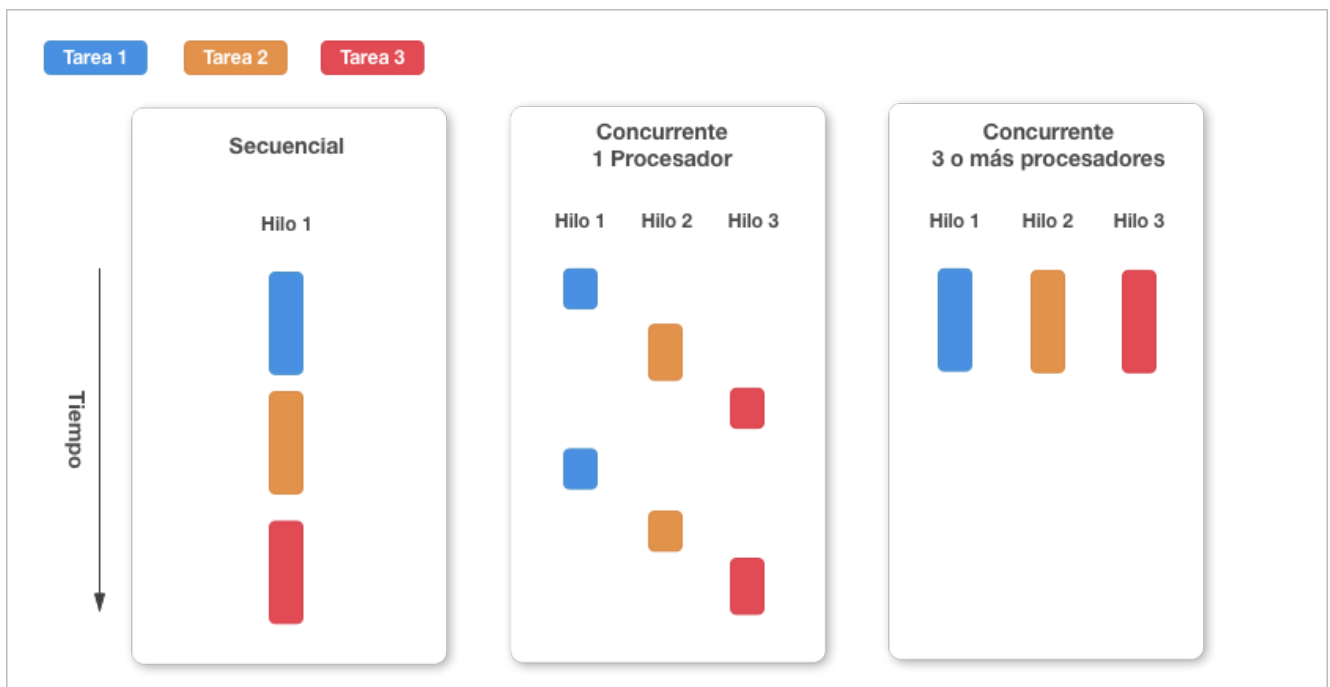 Tarea 1
Tarea 2
Tarea 3
Secuencial
Hilo 1
Concurrente
1 Procesador
Hilo 1
Hilo 2
Hilo 3
Concurrente
3 o más procesadores
Hilo 1
Hilo 2
Hilo 3
Tiempo